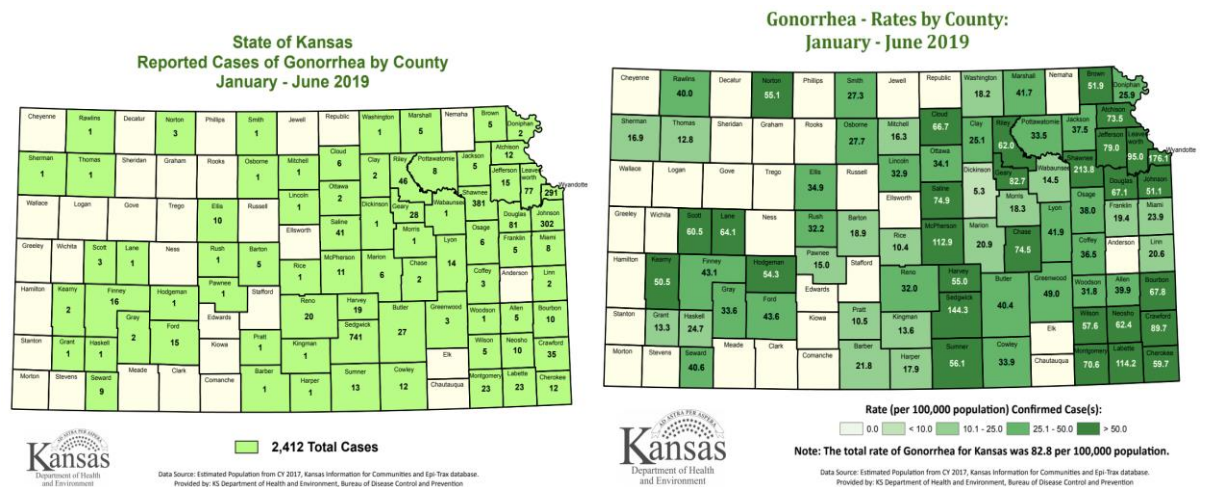 State of Kansas
Reported Cases of Gonorrhea by County
January - June 2019
Cheyenne
Rawlins
1
Decatur
Norton
3
Phillips
Smith
1
Jewell
Republic
Washington
1
Marshall
5
Nemaha
Brown
5
Doniphan
2
Sherman
1
Thomas
1
Sheridan
Graham
Rooks
Osborne
1
Mitchell
1
Cloud
6
Clay
2
Riley
46
Pottawatomie
8
Jackson
5
Atchison
12
Jefferson
15
Leaven
worth
77
291
Wyandotte
Wallace
Logan
Gove
Trego
Ellis
10
Russell
Lincoln
1
Ottawa
2
Saline
41
Dickinson
1
Geary
28
Wabaunsee
1
Shawnee
381
Douglas
81
Johnson
302
Greeley
Wichita
Scott
3
Lane
1
Ness
Rush
1
Barton
5
Ellsworth
Rice
1
McPherson
11
Marion
6
Morris
1
Chase
2
Lyon
14
Osage
6
Franklin
5
Miami
8
Coffey
3
Anderson
Linn
2
Hamilton
Kearny
2
Finney
16
Hodgeman
1
Pawnee
1
Stafford
Edwards
Gray
2
Ford
15
Reno
20
Harvey
19
Sedgwick
741
Butler
27
Greenwood
3
Woodson
1
Allen
5
Bourbon
10
Stanton
Grant
1
Haskell
1
Kiowa
Pratt
1
Kingman
1
Elk
Wilson
5
Neosho
10
Crawford
35
Morton
Stevens
Seward
9
Meade
Clark
Comanche
Barber
1
Harper
1
Sumner
13
Cowley
12
Chautauqua
Montgomery
23
Labette
23
Cherokee
12
AD ASTRA PER ASPERA
Kansas
Department of Health
and Environment
2,412 Total Cases
Data Source: Estimated Population from CY 2017, Kansas Information for Communities and Epi-Trax database.
Provided by: KS Department of Health and Environment, Bureau of Disease Control and Prevention
Gonorrhea - Rates by County:
January - June 2019
Cheyenne
Rawlins
40.0
Decatur
Norton
55.1
Phillips
Smith
27.3
Jewell
Republic
Washington
18.2
Marshall
41.7
Nemaha
Brown
51.9
Doniphan
25.9
Sherman
16.9
Thomas
12.8
Sheridan
Graham
Rooks
Osborne
27.7
Mitchell
16.3
Cloud
66.7
Clay
25.1
Riley
62.0
Pottawatomie
33.5
Jackson
37.5
Atchison
73.5
Jefferson
79.0
Leaven
worth
95.0
176.1
Wyandotte
Wallace
Logan
Gove
Trego
Ellis
34.9
Russell
Lincoln
32.9
Ottawa
34.1
Saline
74.9
Dickinson
5.3
Geary
82.7
Wabaunsee
14.5
Shawnee
213.8
Douglas
67.1
Johnson
51.1
Greeley
Wichita
Scott
60.5
Lane
64.1
Ness
Rush
32.2
Barton
18.9
Ellsworth
Rice
10.4
McPherson
112.9
Marion
20.9
Morris
18.3
Chase
74.5
Lyon
41.9
Osage
38.0
Franklin
19.4
Miami
23.9
Coffey
36.5
Anderson
Linn
20.6
Hamilton
Kearny
50.5
Finney
43.1
Hodgeman
54.3
Pawnee
15.0
Stafford
Edwards
Gray
33.6
Ford
43.6
Reno
32.0
Harvey
55.0
Sedgwick
144.3
Butler
40.4
Greenwood
49.0
Woodson
31.8
Allen
39.9
Bourbon
67.8
Stanton
Grant
13.3
Haskell
24.7
Kiowa
Pratt
10.5
Kingman
13.6
Elk
Wilson
57.6
Neosho
62.4
Crawford
89.7
Morton
Stevens
Seward
40.6
Meade
Clark
Comanche
Barber
21.8
Harper
17.9
Sumner
56.1
Cowley
33.9
Chautauqua
Montgomery
70.6
Labette
114.2
Cherokee
59.7
AD ASTRA PER ASPERA
Kansas
Department of Health
and Environment
Rate (per 100,000 population) Confirmed Case(s):
0.0 < 10.0 10.1 - 25.0 25.1 - 50.0 > 50.0
Note: The total rate of Gonorrhea for Kansas was 82.8 per 100,000 population.
Data Source: Estimated Population from CY 2017, Kansas Information for Communities and Epi-Trax database.
Provided by: KS Department of Health and Environment, Bureau of Disease Control and Prevention